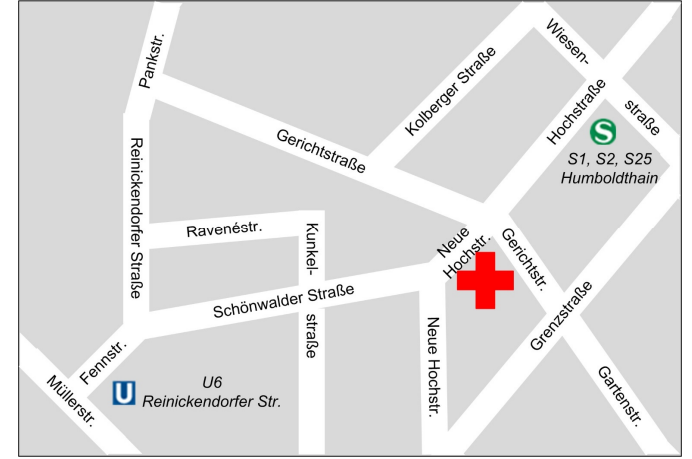 Pankstr.
Wiesen-
straße
Kolberger Straße
Hochstraße
Gerichtstraße
S
S1, S2, S25
Humboldthain
Reinickendorfer Straße
Ravenéstr.
Kunkel-
straße
Neue
Hochstr.
Gerichtstr.
Schönwalder Straße
Grenzstraße
Neue Hochstr.
Fennstr.
Müllerstr.
U
U6
Reinickendorfer Str.
Gartenstr.